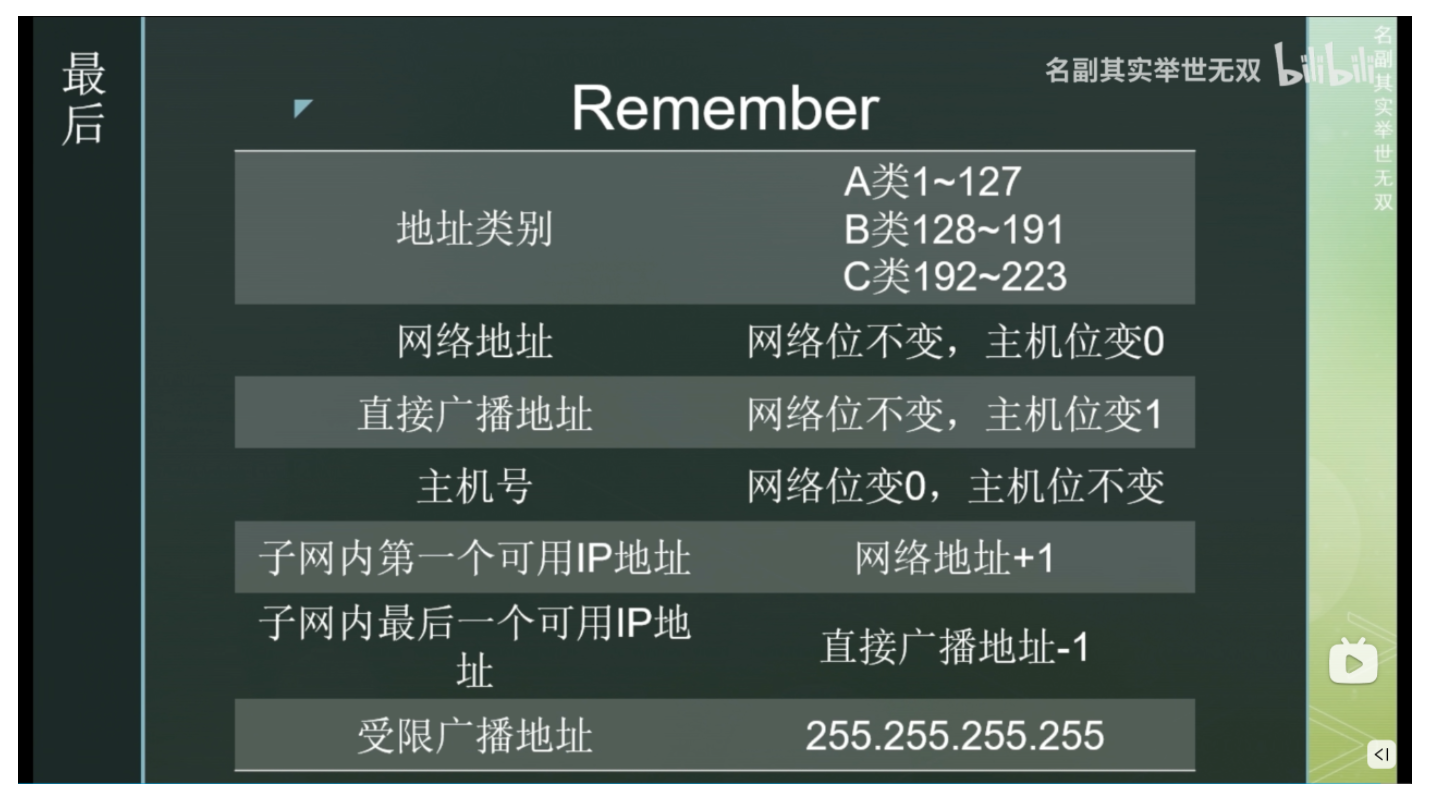 最后
名副其实举世无双 bilibili
名副其实举世无双
Remember
地址类别
A类1~127
B类128~191
C类192~223
网络地址
网络位不变，主机位变0
直接广播地址
网络位不变，主机位变1
主机号
网络位变0，主机位不变
子网内第一个可用IP地址
网络地址+1
子网内最后一个可用IP地
址
直接广播地址-1
受限广播地址
255.255.255.255